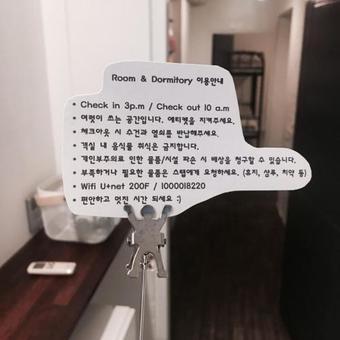 Room & Dormitory 이용안내
• Check in 3p.m / Check out 10 a.m
• 여럿이 쓰는 공간입니다. 에티켓을 지켜주세요.
• 체크아웃 시 수건과 열쇠를 반납해주세요.
• 객실 내 음식물 취식은 금지합니다.
• 개인부주의로 인한 물품/시설 파손 시 배상을 청구할 수 있습니다.
• 부족하거나 필요한 물품은 스탭에게 요청하세요. (휴지, 샴푸, 치약 등)
• Wifi U+net 200F / 1000018220
• 편안하고 멋진 시간 되세요 :)